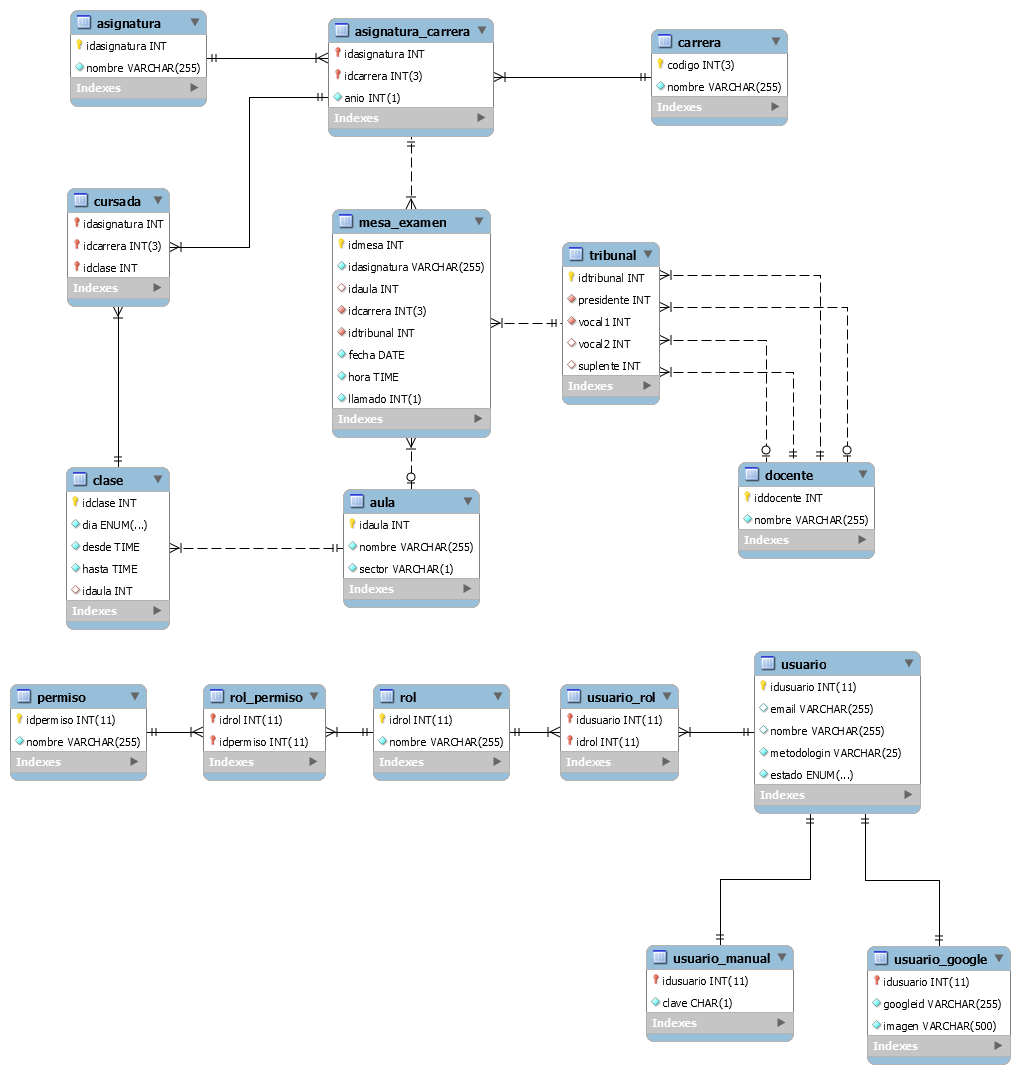 asignatura
idasignatura INT
nombre VARCHAR(255)
Indexes
asignatura_carrera
idasignatura INT
idcarrera INT(3)
anio INT(1)
Indexes
carrera
codigo INT(3)
nombre VARCHAR(255)
Indexes
cursada
idasignatura INT
idcarrera INT(3)
idclase INT
Indexes
mesa_examen
idmesa INT
idasignatura VARCHAR(255)
idaula INT
idcarrera INT(3)
idtribunal INT
fecha DATE
hora TIME
llamado INT(1)
Indexes
tribunal
idtribunal INT
presidente INT
vocal1 INT
vocal2 INT
suplente INT
Indexes
docente
iddocente INT
nombre VARCHAR(255)
Indexes
clase
idclase INT
dia ENUM(...)
desde TIME
hasta TIME
idaula INT
Indexes
aula
idaula INT
nombre VARCHAR(255)
sector VARCHAR(1)
Indexes
permiso
idpermiso INT(11)
nombre VARCHAR(255)
Indexes
rol_permiso
idrol INT(11)
idpermiso INT(11)
Indexes
rol
idrol INT(11)
nombre VARCHAR(255)
Indexes
usuario_rol
idusuario INT(11)
idrol INT(11)
Indexes
usuario
idusuario INT(11)
email VARCHAR(255)
nombre VARCHAR(255)
metodologin VARCHAR(25)
estado ENUM(...)
Indexes
usuario_manual
idusuario INT(11)
clave CHAR(1)
Indexes
usuario_google
idusuario INT(11)
googleid VARCHAR(255)
imagen VARCHAR(500)
Indexes